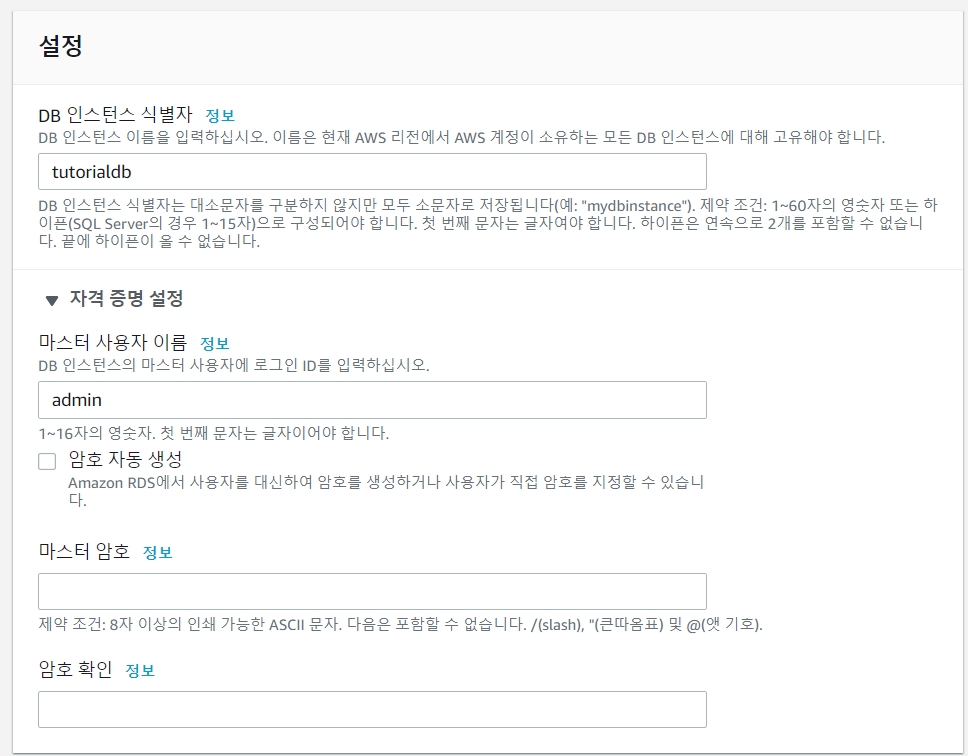 설정
DB 인스턴스 식별자 정보
DB 인스턴스 이름을 입력하십시오. 이름은 현재 AWS 리전에서 AWS 계정이 소유하는 모든 DB 인스턴스에 대해 고유해야 합니다.
tutorialdb
DB 인스턴스 식별자는 대소문자를 구분하지 않지만 모두 소문자로 저장됩니다(예: "mydbinstance"). 제약 조건: 1~60자의 영숫자 또는 하
이픈(SQL Server의 경우 1~15자)으로 구성되어야 합니다. 첫 번째 문자는 글자여야 합니다. 하이픈은 연속으로 2개를 포함할 수 없습니
다. 끝에 하이픈이 올 수 없습니다.
▼ 자격 증명 설정
마스터 사용자 이름 정보
DB 인스턴스의 마스터 사용자에 로그인 ID를 입력하십시오.
admin
1~16자의 영숫자. 첫 번째 문자는 글자이어야 합니다.
암호 자동 생성
Amazon RDS에서 사용자를 대신하여 암호를 생성하거나 사용자가 직접 암호를 지정할 수 있습니
다.
마스터 암호 정보
제약 조건: 8자 이상의 인쇄 가능한 ASCII 문자. 다음은 포함할 수 없습니다. /(slash), "(큰따옴표) 및 @(앳 기호).
암호 확인 정보